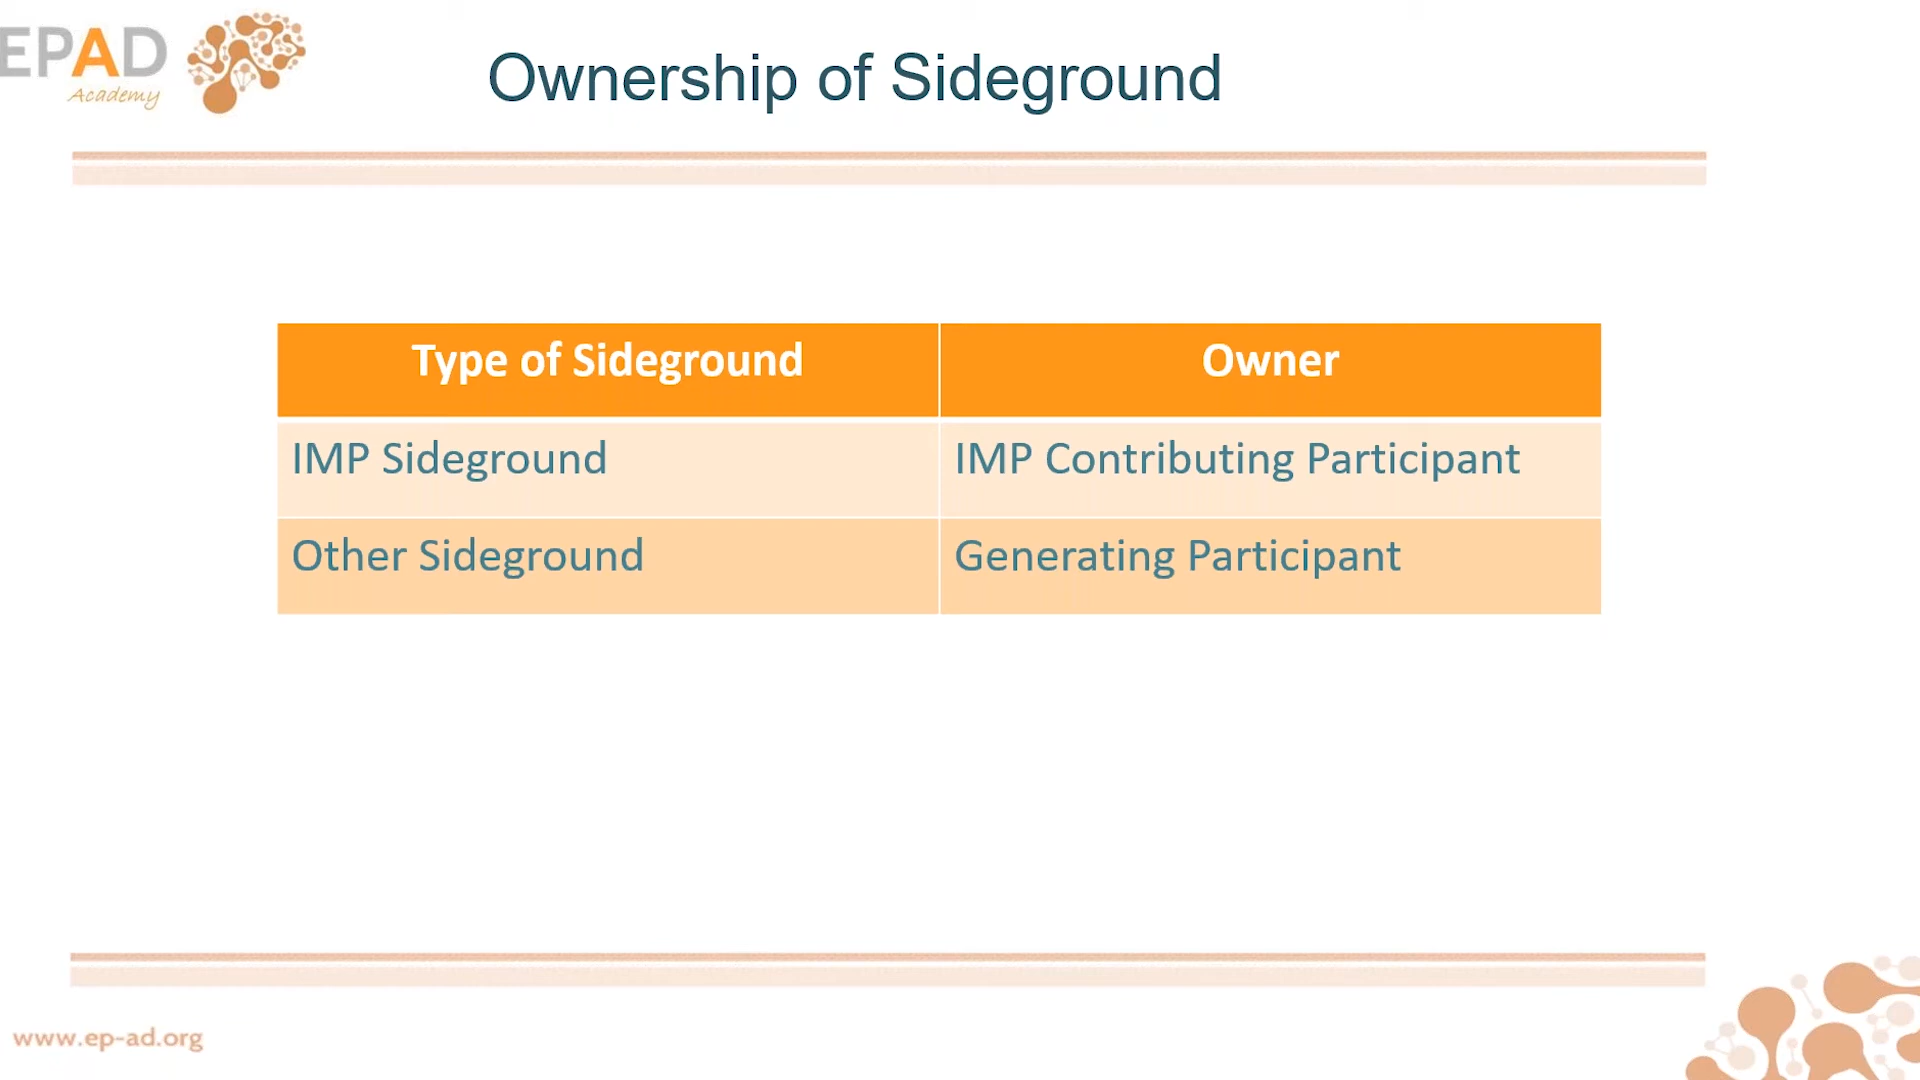 EPAD
Academy
Ownership of Sideground
Type of Sideground
Owner
IMP Sideground
IMP Contributing Participant
Other Sideground
Generating Participant
www.ep-ad.org